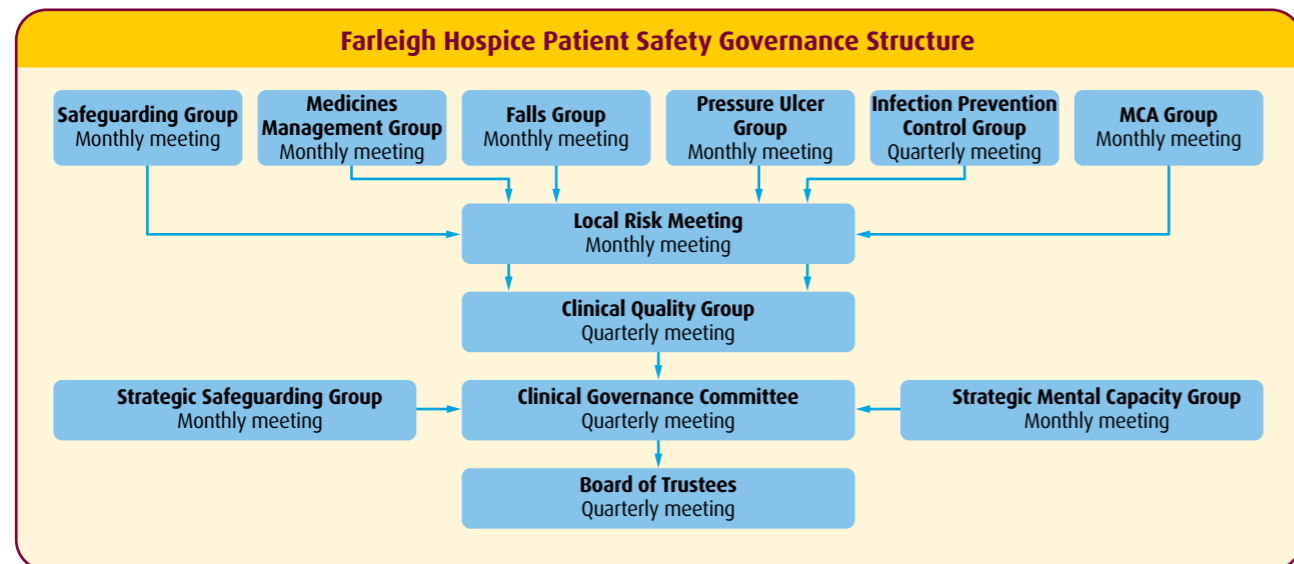 Farleigh Hospice Patient Safety Governance Structure
Safeguarding Group
Monthly meeting
Medicines
Management Group
Monthly meeting
Falls Group
Monthly meeting
Pressure Ulcer
Group
Monthly meeting
Infection Prevention
Control Group
Quarterly meeting
MCA Group
Monthly meeting
Local Risk Meeting
Monthly meeting
Clinical Quality Group
Quarterly meeting
Strategic Safeguarding Group
Monthly meeting
Clinical Governance Committee
Quarterly meeting
Strategic Mental Capacity Group
Monthly meeting
Board of Trustees
Quarterly meeting